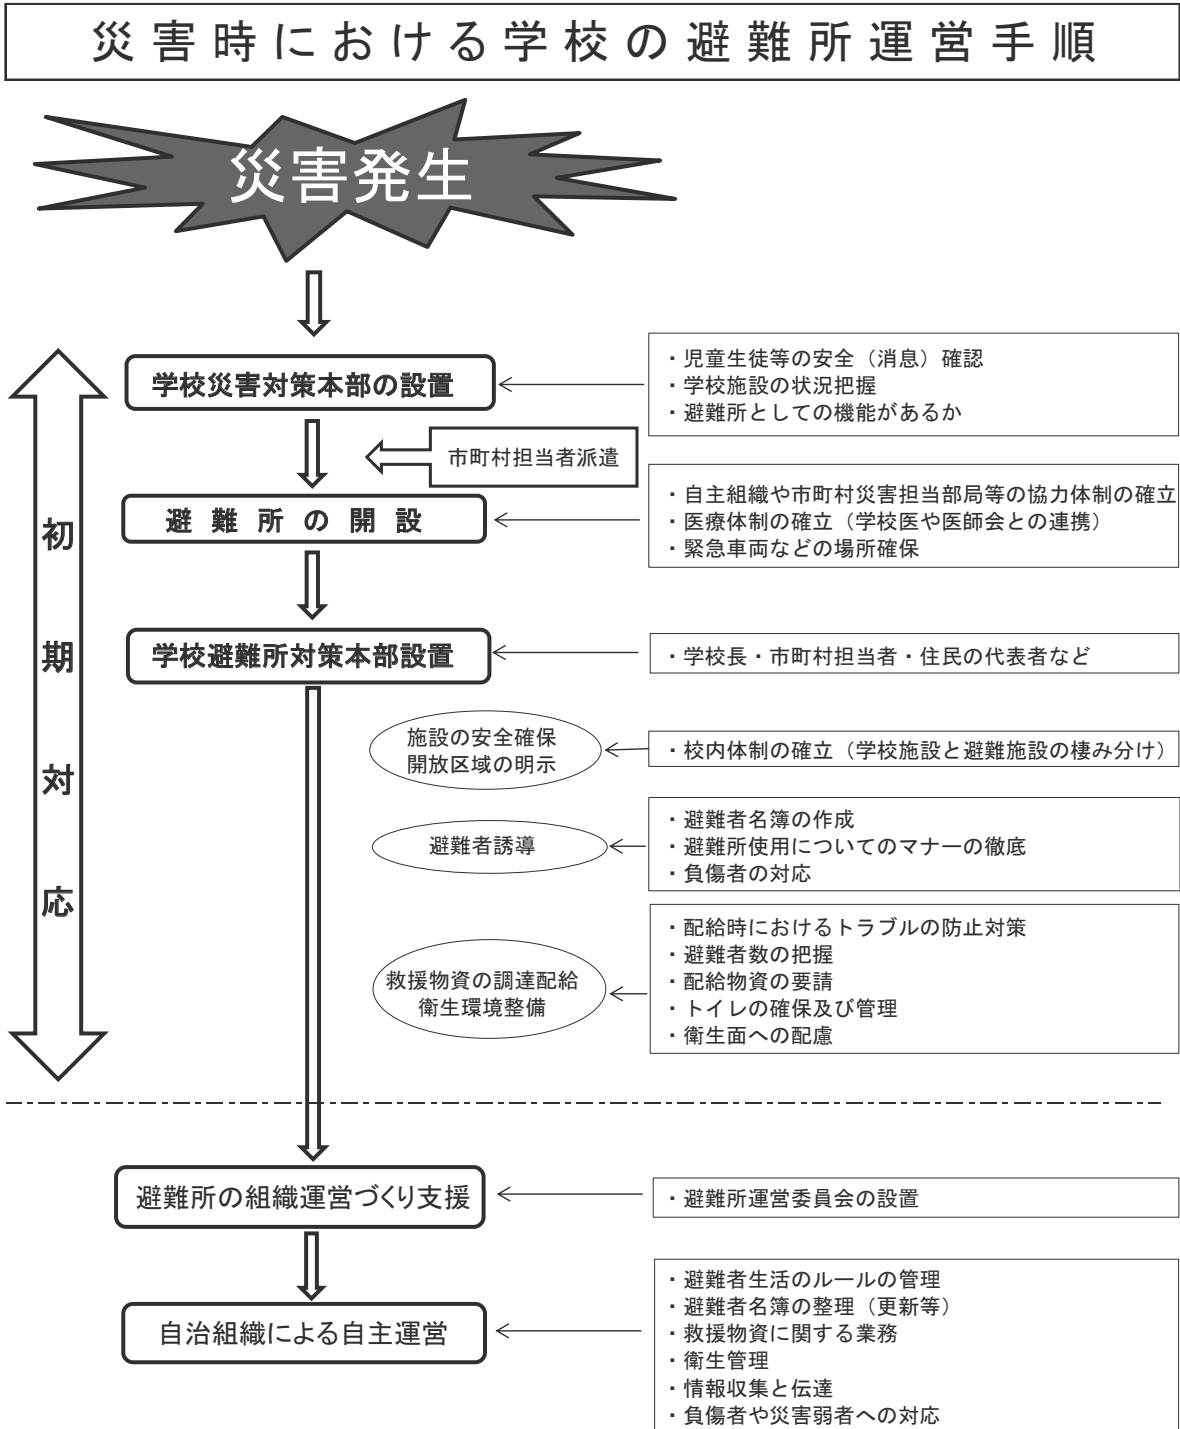 災害時における学校の避難所運営手順
災害発生
学校災害対策本部の設置
・児童生徒等の安全（消息）確認
・学校施設の状況把握
・避難所としての機能があるか
市町村担当者派遣
避難所の開設
・自主組織や市町村災害担当部局等の協力体制の確立
・医療体制の確立（学校医や医師会との連携）
・緊急車両などの場所確保
初期対応
学校避難所対策本部設置
・学校長・市町村担当者・住民の代表者など
施設の安全確保
開放区域の明示
・校内体制の確立（学校施設と避難施設の棲み分け）
避難者誘導
・避難者名簿の作成
・避難所使用についてのマナーの徹底
・負傷者の対応
救援物資の調達配給
衛生環境整備
・配給時におけるトラブルの防止対策
・避難者数の把握
・配給物資の要請
・トイレの確保及び管理
・衛生面への配慮
避難所の組織運営づくり支援
・避難所運営委員会の設置
自治組織による自主運営
・避難者生活のルールの管理
・避難者名簿の整理（更新等）
・救援物資に関する業務
・衛生管理
・情報収集と伝達
・負傷者や災害弱者への対応